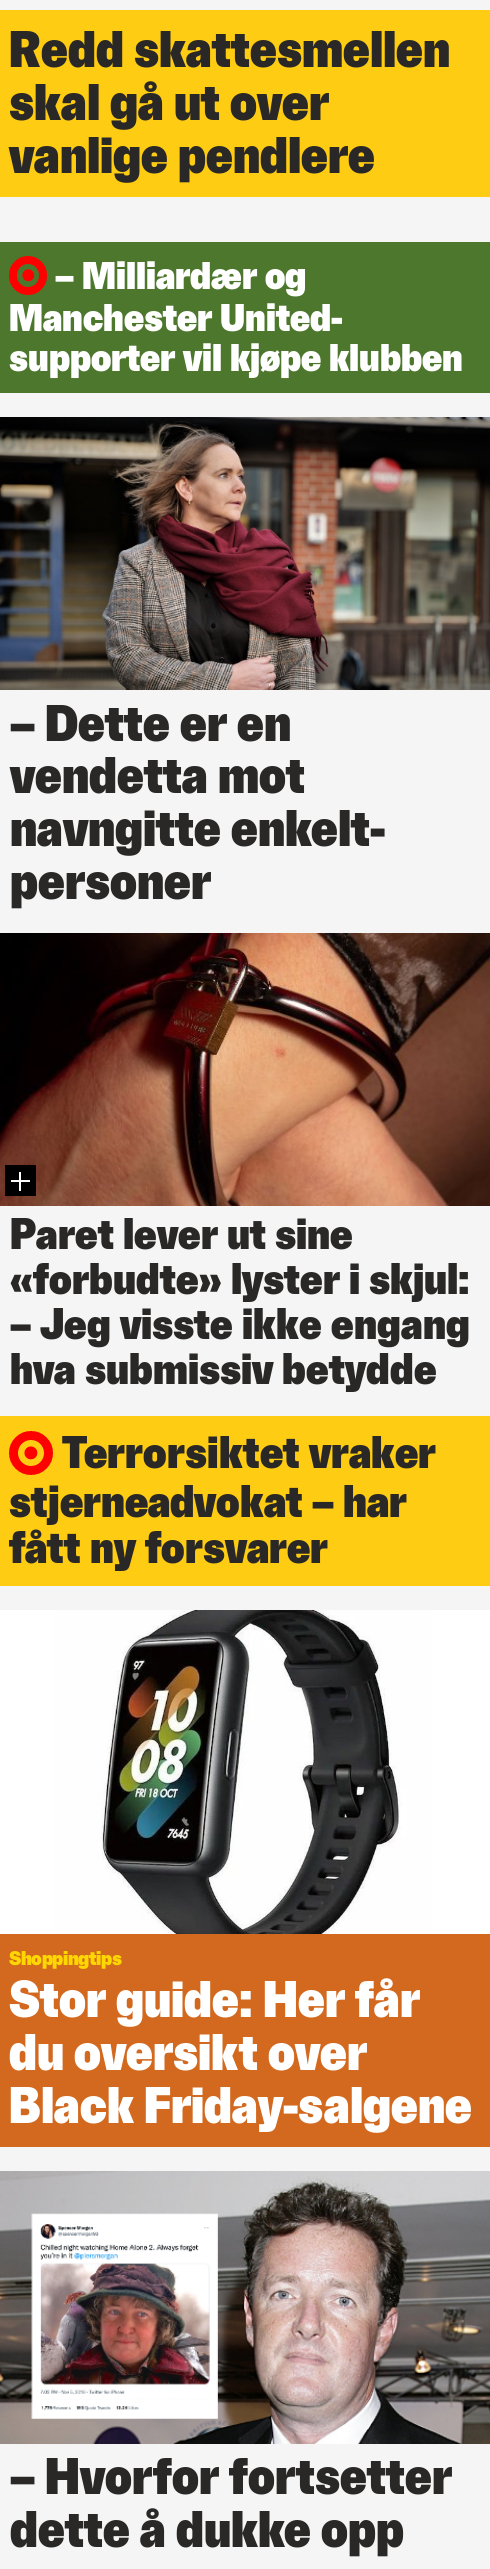 Redd skattesmellen
skal gå ut over
vanlige pendlere
– Milliardær og
Manchester United-
supporter vil kjøpe klubben
– Dette er en
vendetta mot
navngitte enkelt-
personer
Paret lever ut sine
«forbudte» lyster i skjul:
– Jeg visste ikke engang
hva submissiv betydde
Terrorsiktet vraker
stjerneadvokat – har
fått ny forsvarer
97
10
08
FRI 18 OCT
7645
Shoppingtips
Stor guide: Her får
du oversikt over
Black Friday-salgene
Spencer Morgan
Chilled night watching Home Alone 2. Always forget
you're in it @piersmorgan
– Hvorfor fortsetter
dette å dukke opp